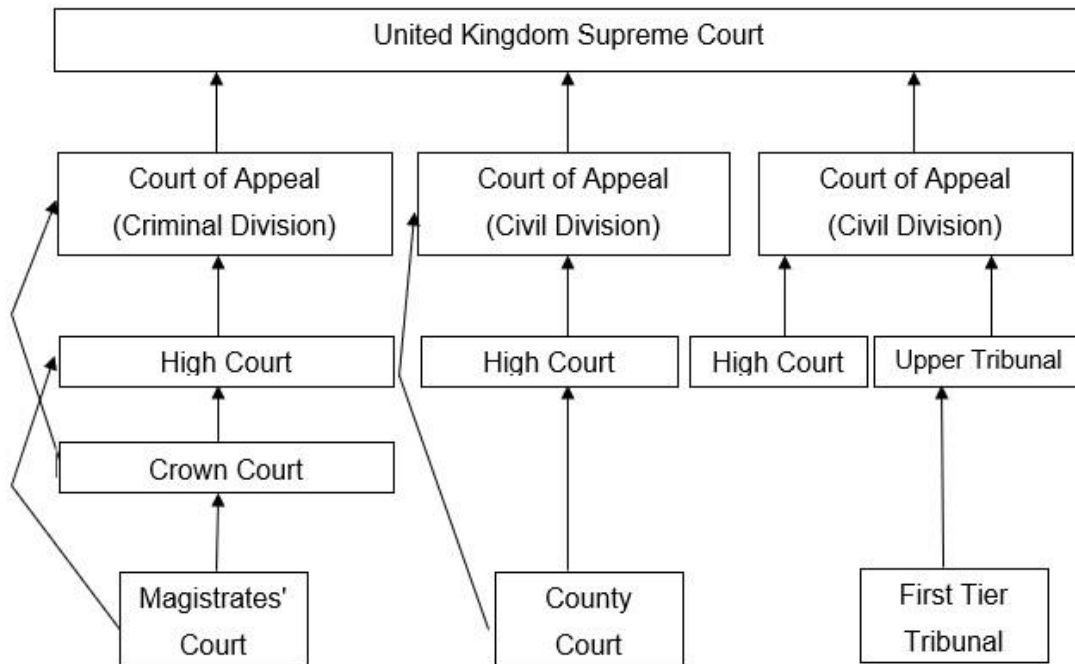 United Kingdom Supreme Court
Court of Appeal
(Criminal Division)
Court of Appeal
(Civil Division)
Court of Appeal
(Civil Division)
High Court
High Court
High Court
Upper Tribunal
Crown Court
Magistrates'
Court
County
Court
First Tier
Tribunal